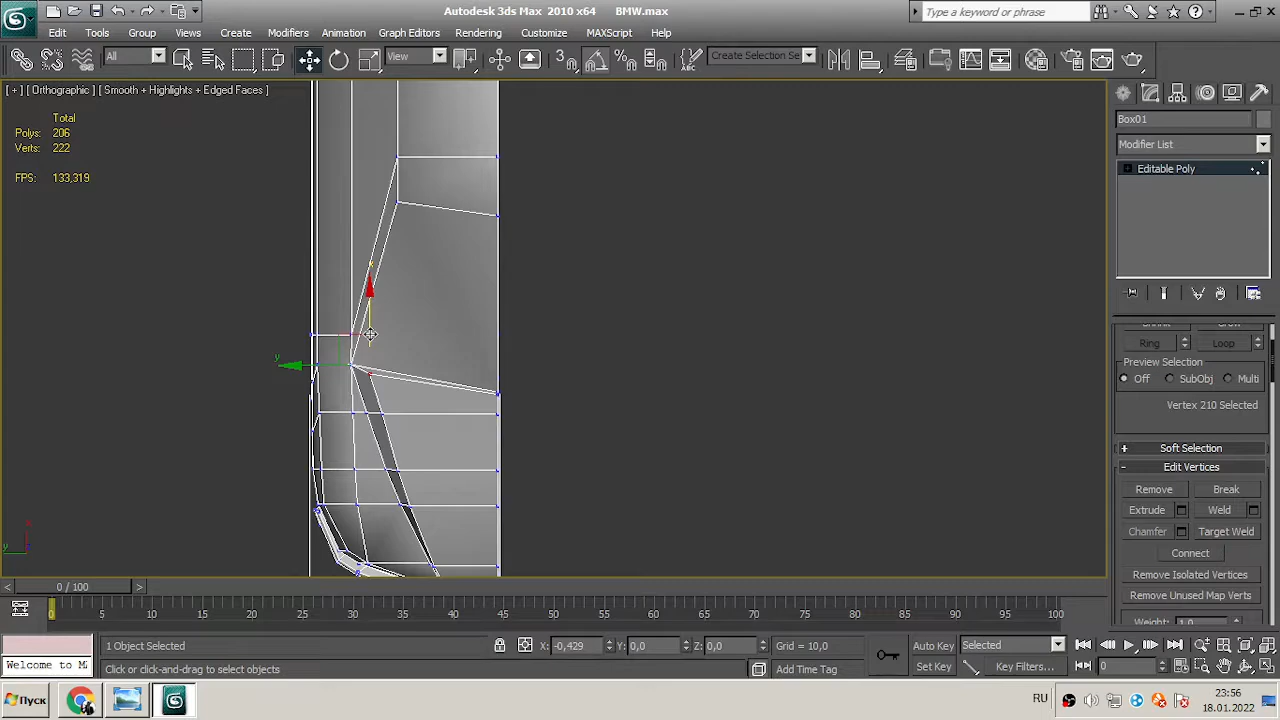 Autodesk 3ds Max 2010 x64 BMW.max
Type a keyword or phrase
Edit Tools Group Views Create Modifiers Animation Graph Editors Rendering Customize MAXScript Help
All View 3 Create Selection Se
[ + ] [ Orthographic ] [ Smooth + Highlights + Edged Faces ]
Total
Polys: 206
Verts: 222
FPS: 133,319
Box01
Modifier List
Editable Poly
Ring Loop
Preview Selection
Off SubObj Multi
Vertex 210 Selected
Soft Selection
Edit Vertices
Remove Break
Extrude Weld
Chamfer Target Weld
Connect
Remove Isolated Vertices
Remove Unused Map Verts
Weight: 1,0
y
y
0 / 100
0 5 10 15 20 25 30 35 40 45 50 55 60 65 70 75 80 85 90 95 100
1 Object Selected X: -0,429 Y: 0,0 Z: 0,0 Grid = 10,0 Auto Key Selected
Welcome to M Click or click-and-drag to select objects Add Time Tag Set Key Key Filters... 0
Пуск RU 23:56
18.01.2022